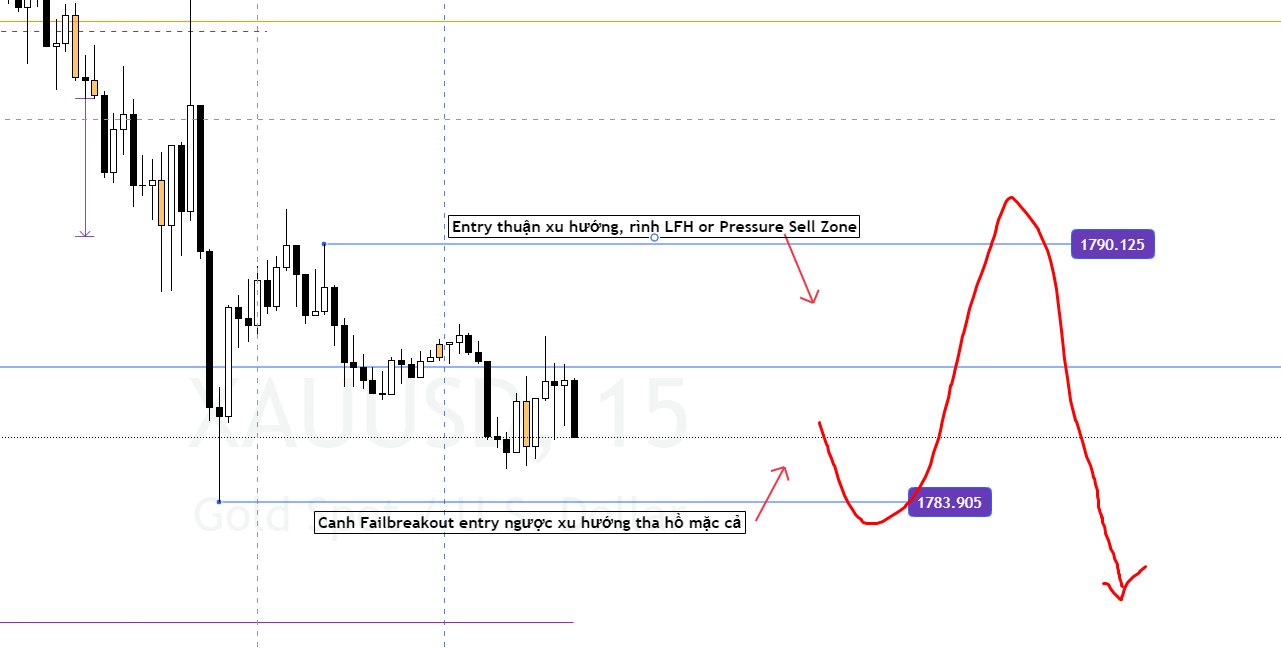 Entry thuận xu hướng, rình LFH or Pressure Sell Zone
1790.125
XAUUSD, 15
1783.905
Gold Spot / U.S. Dollar
Canh Failbreakout entry ngược xu hướng tha hồ mặc cả